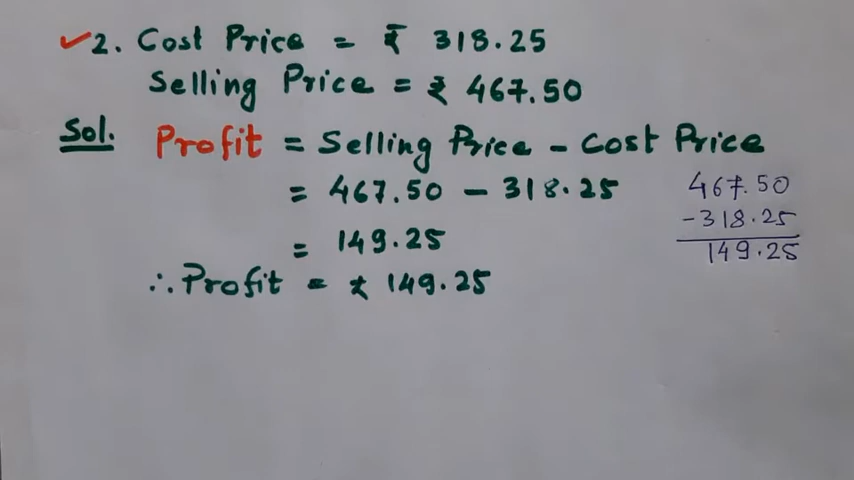 ✓2. Cost Price = ₹ 318.25
Selling Price = ₹ 467.50
Sol. Profit = Selling Price - Cost Price
= 467.50 - 318.25
= 149.25
∴ Profit = ₹ 149.25
467.50
-318.25
149.25